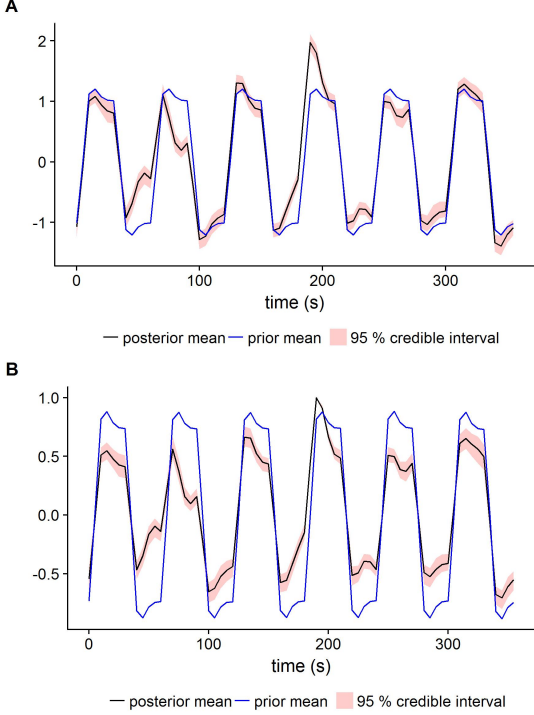 A
2
1
0
-1
0 100 200 300
time (s)
posterior mean prior mean 95 % credible interval
B
1.0
0.5
0.0
-0.5
0 100 200 300
time (s)
posterior mean prior mean 95 % credible interval